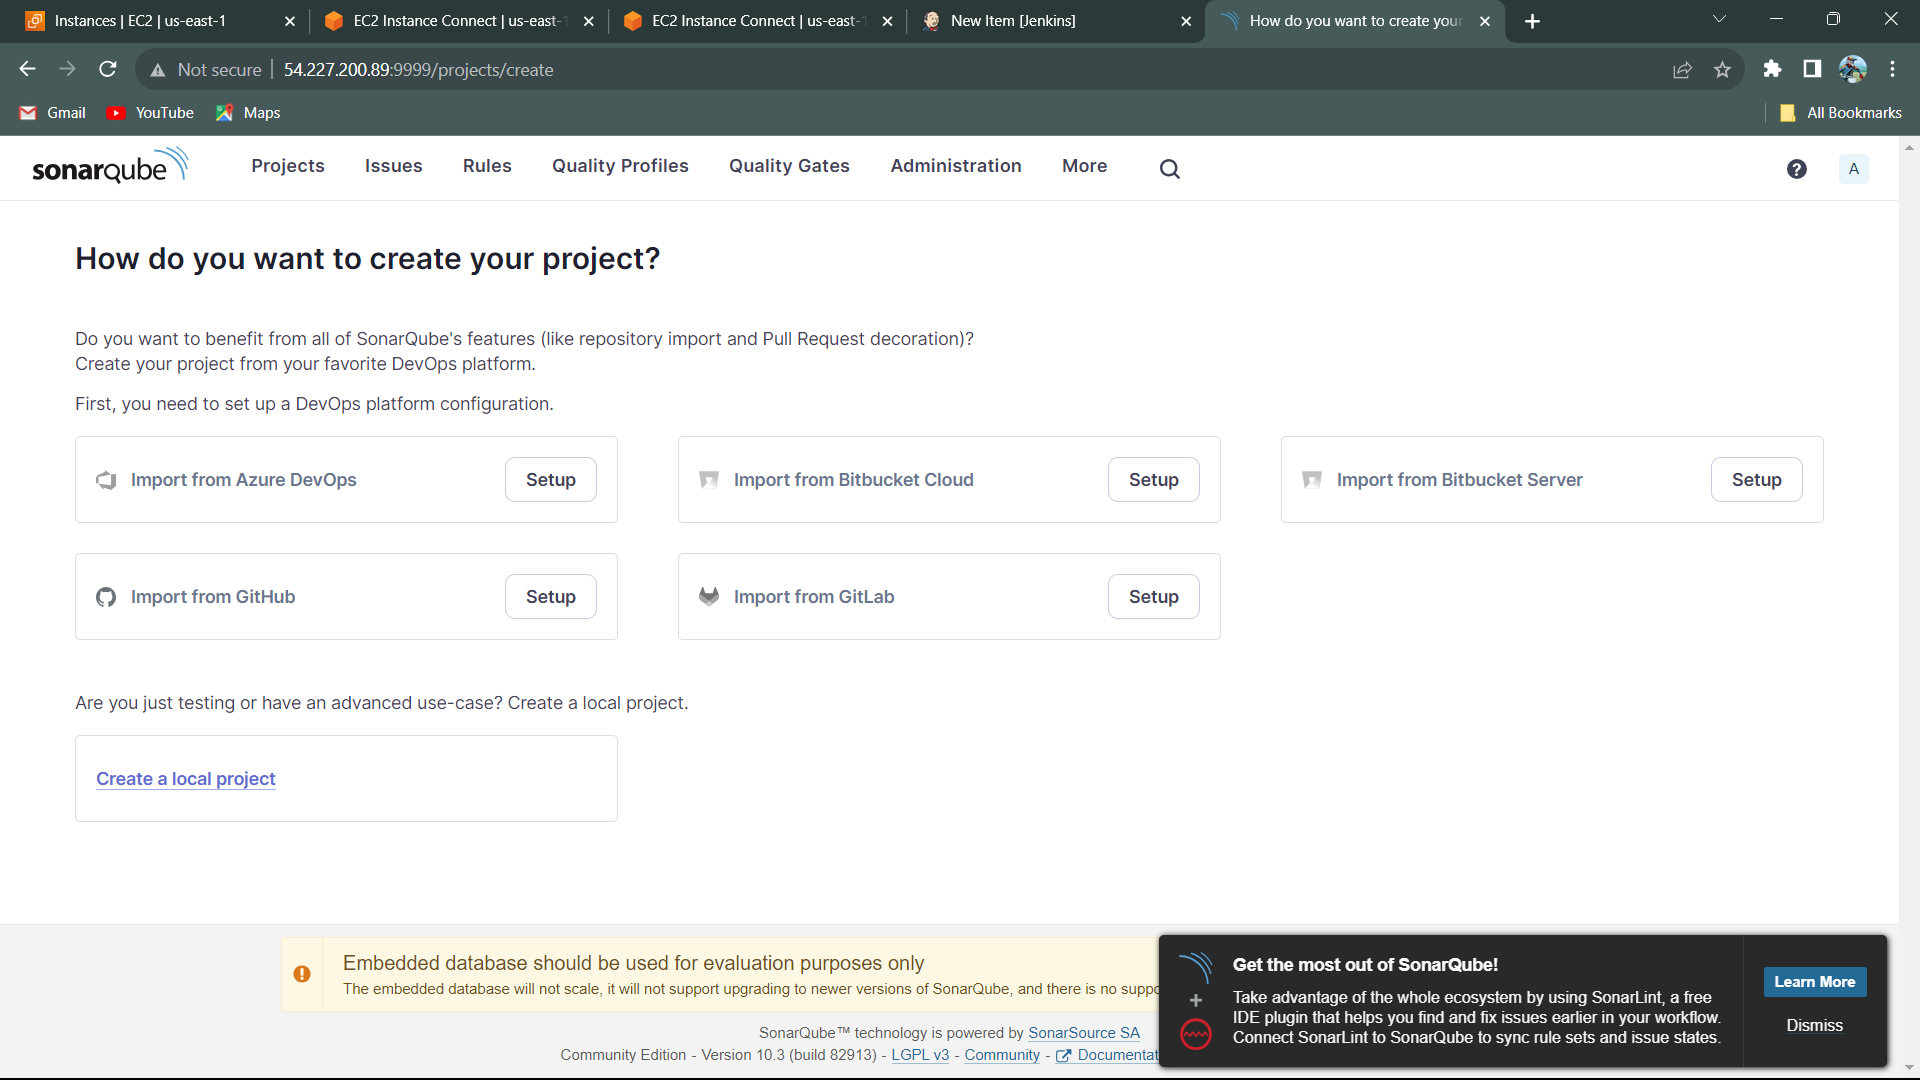 Instances | EC2 | us-east-1
EC2 Instance Connect | us-east-1
EC2 Instance Connect | us-east-1
New Item [Jenkins]
How do you want to create your
Not secure
54.227.200.89:9999/projects/create
Gmail
YouTube
Maps
All Bookmarks
sonarqube
Projects
Issues
Rules
Quality Profiles
Quality Gates
Administration
More
A
How do you want to create your project?
Do you want to benefit from all of SonarQube's features (like repository import and Pull Request decoration)?
Create your project from your favorite DevOps platform.
First, you need to set up a DevOps platform configuration.
Import from Azure DevOps
Setup
Import from Bitbucket Cloud
Setup
Import from Bitbucket Server
Setup
Import from GitHub
Setup
Import from GitLab
Setup
Are you just testing or have an advanced use-case? Create a local project.
Create a local project
Embedded database should be used for evaluation purposes only
The embedded database will not scale, it will not support upgrading to newer versions of SonarQube, and there is no suppo
SonarQube™ technology is powered by SonarSource SA
Community Edition - Version 10.3 (build 82913) - LGPL v3 - Community - Documentat
Get the most out of SonarQube!
Take advantage of the whole ecosystem by using SonarLint, a free
IDE plugin that helps you find and fix issues earlier in your workflow.
Connect SonarLint to SonarQube to sync rule sets and issue states.
Learn More
Dismiss